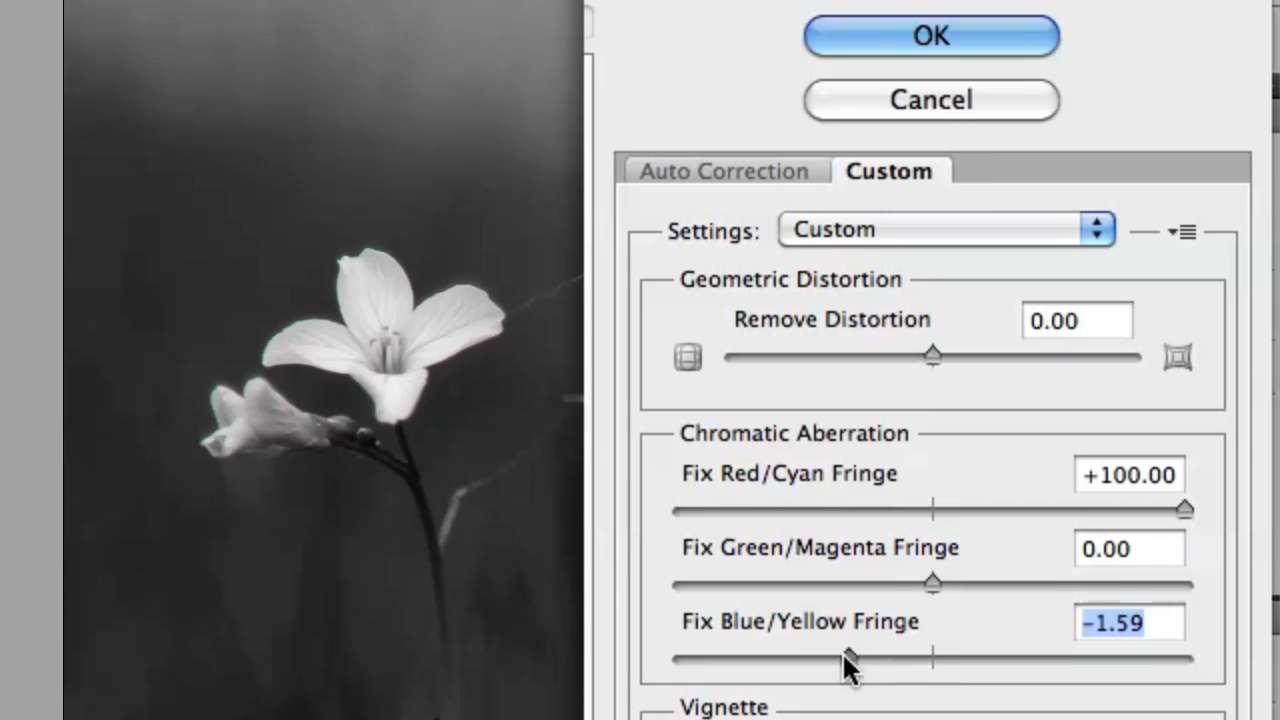 OK
Cancel
Auto Correction Custom
Settings: Custom
Geometric Distortion
Remove Distortion 0.00
Chromatic Aberration
Fix Red/Cyan Fringe +100.00
Fix Green/Magenta Fringe 0.00
Fix Blue/Yellow Fringe -1.59
Vignette